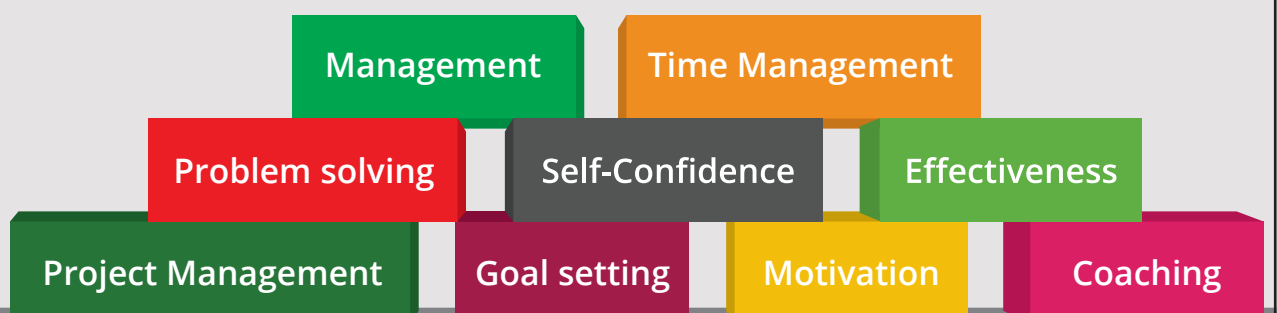 Management
Time Management
Problem solving
Self-Confidence
Effectiveness
Project Management
Goal setting
Motivation
Coaching